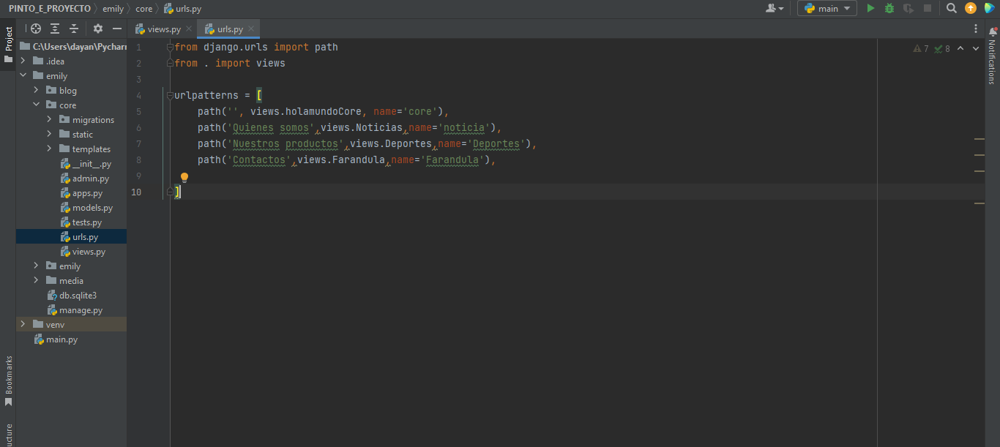 PINTO_E_PROYECTO emily core urls.py
main
Project
views.py urls.py
C:\Users\dayan\Pycharm
.idea
emily
blog
core
migrations
static
templates
__init__.py
admin.py
apps.py
models.py
tests.py
urls.py
views.py
emily
media
db.sqlite3
manage.py
venv
main.py
Bookmarks
ucture
1 from django.urls import path
2 from . import views
3
4 urlpatterns = [
5 path('', views.holamundoCore, name='core'),
6 path('Quienes somos',views.Noticias,name='noticia'),
7 path('Nuestros productos',views.Deportes,name='Deportes'),
8 path('Contactos',views.Farandula,name='Farandula'),
9
10 ]
7 8
Notifications